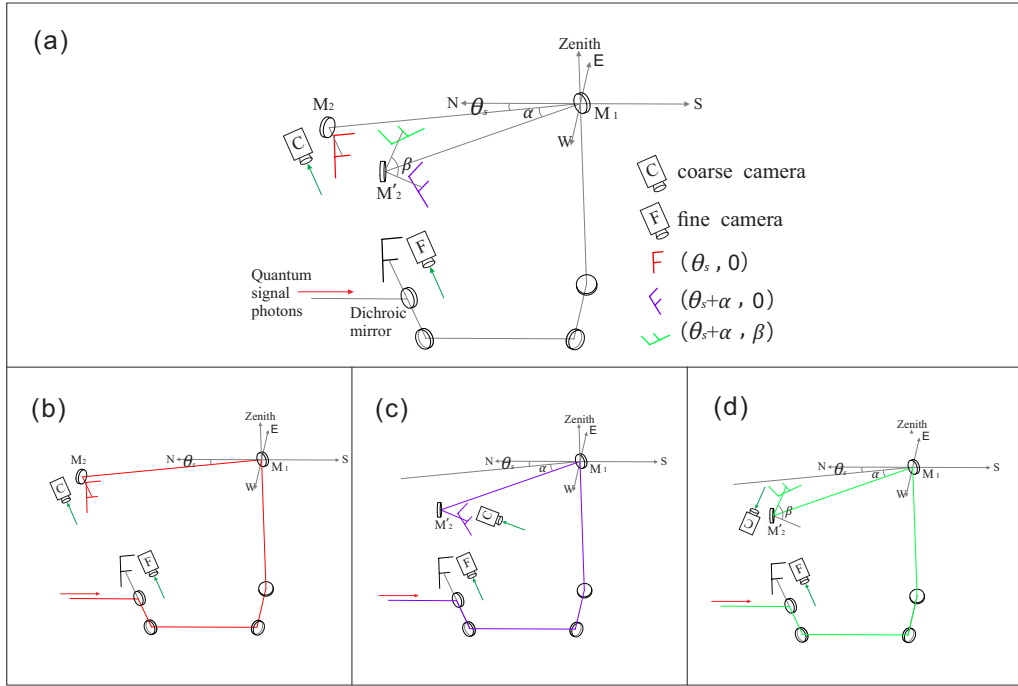 (a)
Zenith
E
N
θs
α
S
M1
W
M2
C
β
M'2
F
Quantum
signal
photons
Dichroic
mirror
C coarse camera
F fine camera
F (θs, 0)
F (θs+α, 0)
F (θs+α, β)
(b)
Zenith
E
N
θs
S
M1
W
M2
C
F
F
(c)
Zenith
E
N
θs
α
S
M1
W
M'2
C
F
F
(d)
Zenith
E
N
θs
α
S
M1
W
C
β
M'2
F
F